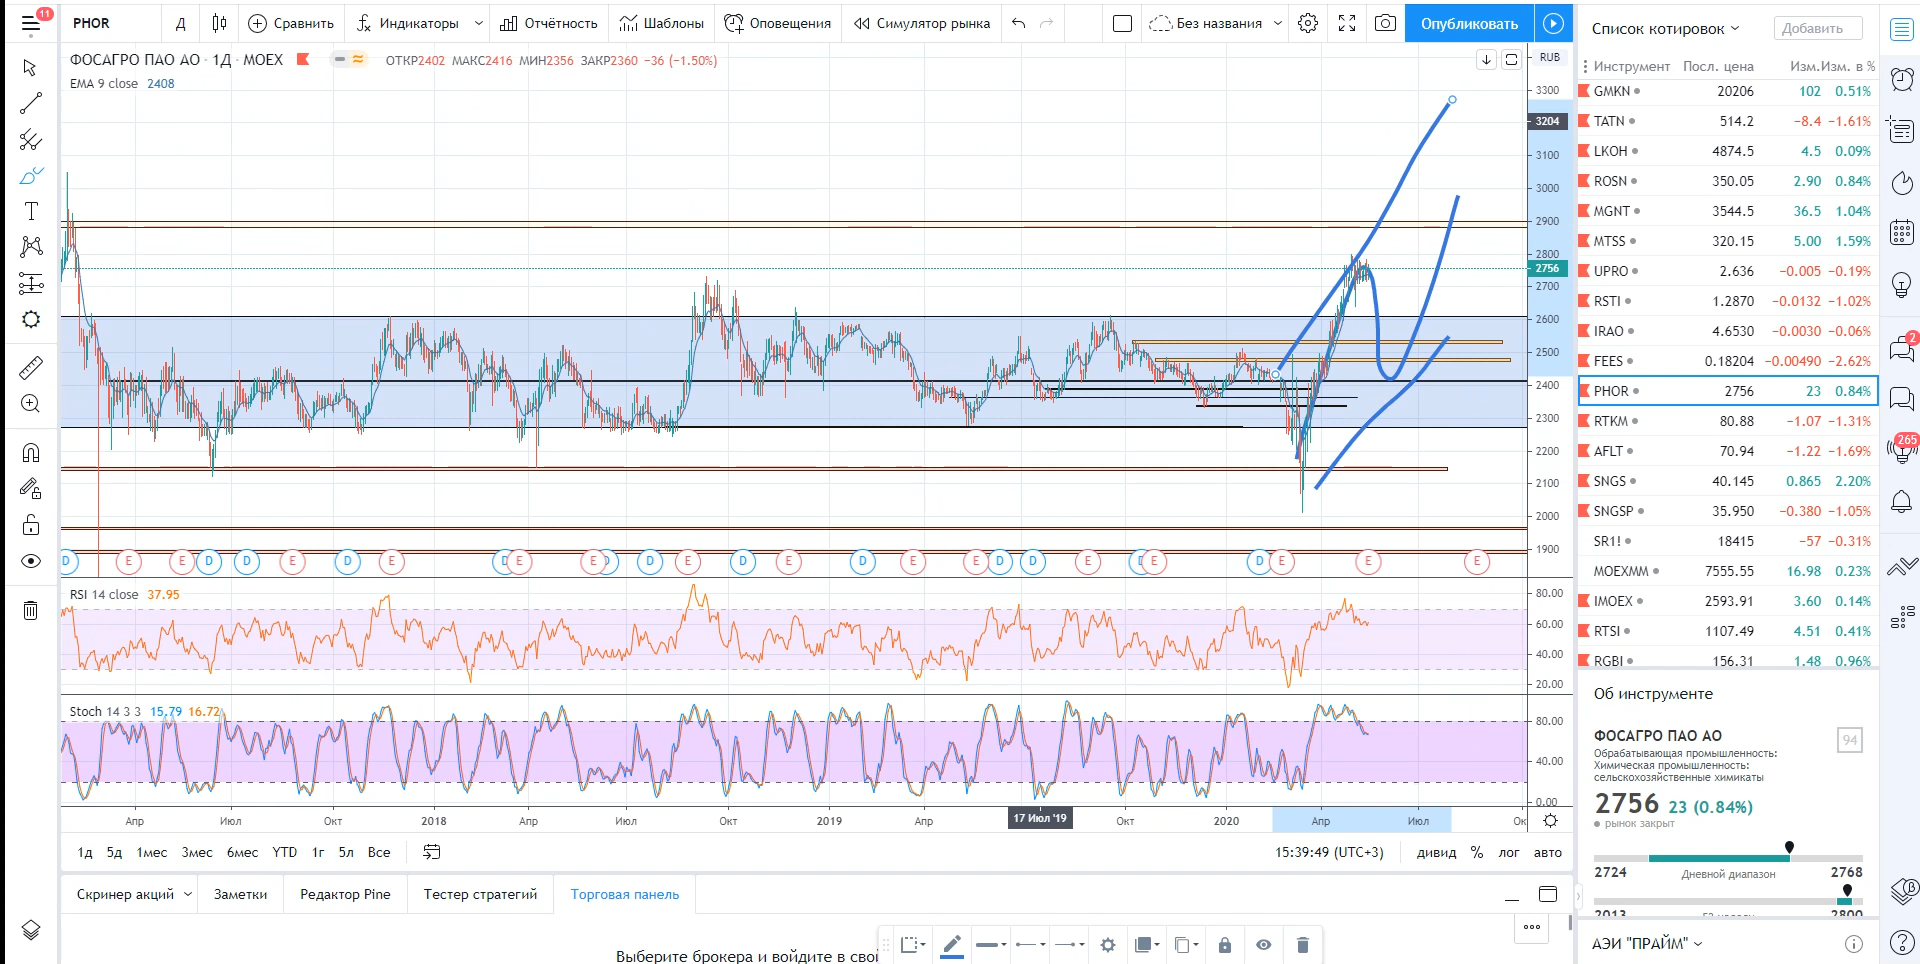 11
PHOR
Д
Сравнить
Индикаторы
Отчётность
Шаблоны
Оповещения
Симулятор рынка
Без названия
Опубликовать
ФОСАГРО ПАО АО · 1Д · MOEX
ОТКР2402 МАКС2416 МИН2356 ЗАКР2360 −36 (−1.50%)
EMA 9 close 2408
RUB
3300
3204
3100
3000
2900
2800
2756
2700
2600
2500
2400
2300
2200
2100
2000
1900
D E E D D E D E D E E D D E D E D E E D D E D E D E E E
RSI 14 close 37.95
80.00
60.00
40.00
20.00
Stoch 14 3 3 15.79 16.72
80.00
40.00
0.00
Апр Июл Окт 2018 Апр Июл Окт 2019 Апр 17 Июл '19 Окт 2020 Апр Июл Ок
1д 5д 1мес 3мес 6мес YTD 1г 5л Все
15:39:49 (UTC+3) дивид % лог авто
Скринер акций Заметки Редактор Pine Тестер стратегий Торговая панель
Выберите брокера и войдите в свой
Список котировок
Добавить
Инструмент Посл. цена Изм. Изм. в %
GMKN 20206 102 0.51%
TATN 514.2 −8.4 −1.61%
LKOH 4874.5 4.5 0.09%
ROSN 350.05 2.90 0.84%
MGNT 3544.5 36.5 1.04%
MTSS 320.15 5.00 1.59%
UPRO 2.636 −0.005 −0.19%
RSTI 1.2870 −0.0132 −1.02%
IRAO 4.6530 −0.0030 −0.06%
FEES 0.18204 −0.00490 −2.62%
PHOR 2756 23 0.84%
RTKM 80.88 −1.07 −1.31%
AFLT 70.94 −1.22 −1.69%
SNGS 40.145 0.865 2.20%
SNGSP 35.950 −0.380 −1.05%
SR1! 18415 −57 −0.31%
MOEXMM 7555.55 16.98 0.23%
IMOEX 2593.91 3.60 0.14%
RTSI 1107.49 4.51 0.41%
RGBI 156.31 1.48 0.96%
Об инструменте
ФОСАГРО ПАО АО
94
Обрабатывающая промышленность:
Химическая промышленность:
сельскохозяйственные химикаты
2756 23 (0.84%)
рынок закрыт
2724 Дневной диапазон 2768
2013 52 недели 2800
АЭИ "ПРАЙМ"
2
265